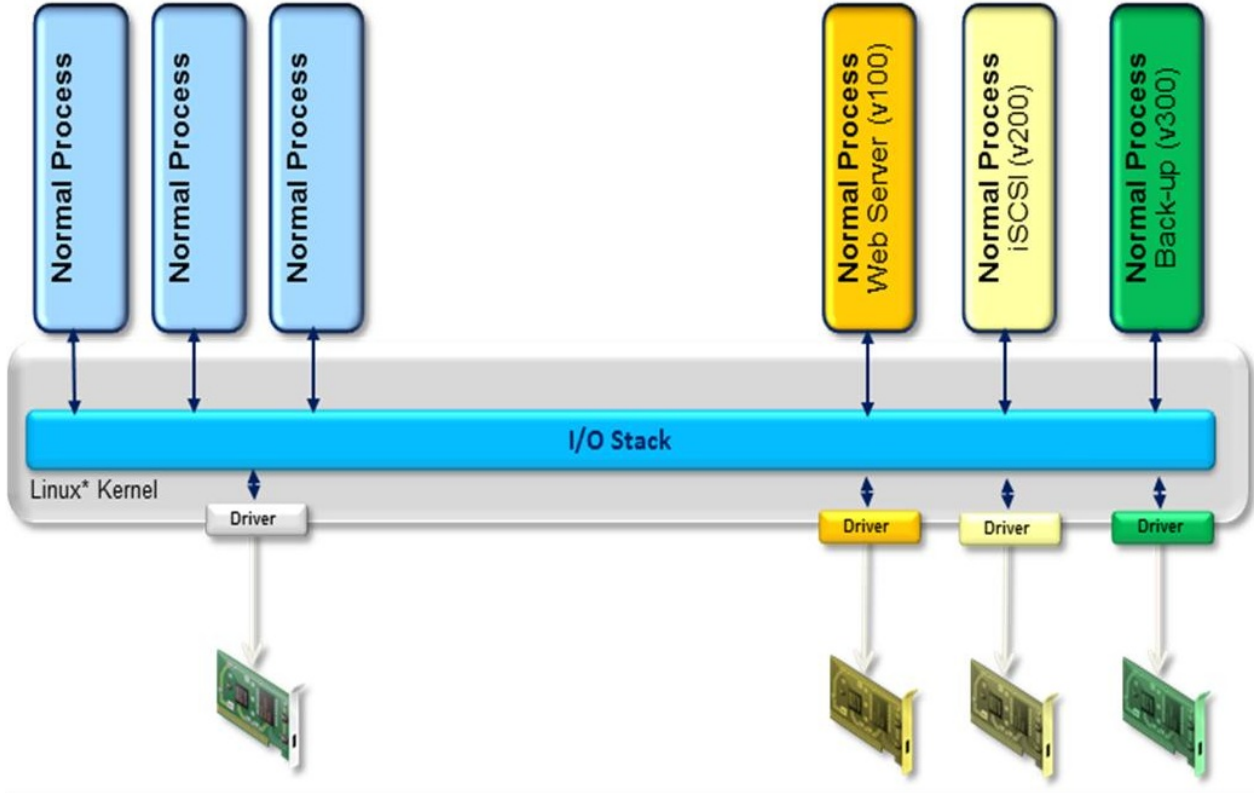 Normal Process
Normal Process
Normal Process
Normal Process
Web Server (v100)
Normal Process
iSCSI (v200)
Normal Process
Back-up (v300)
I/O Stack
Linux* Kernel
Driver
Driver
Driver
Driver